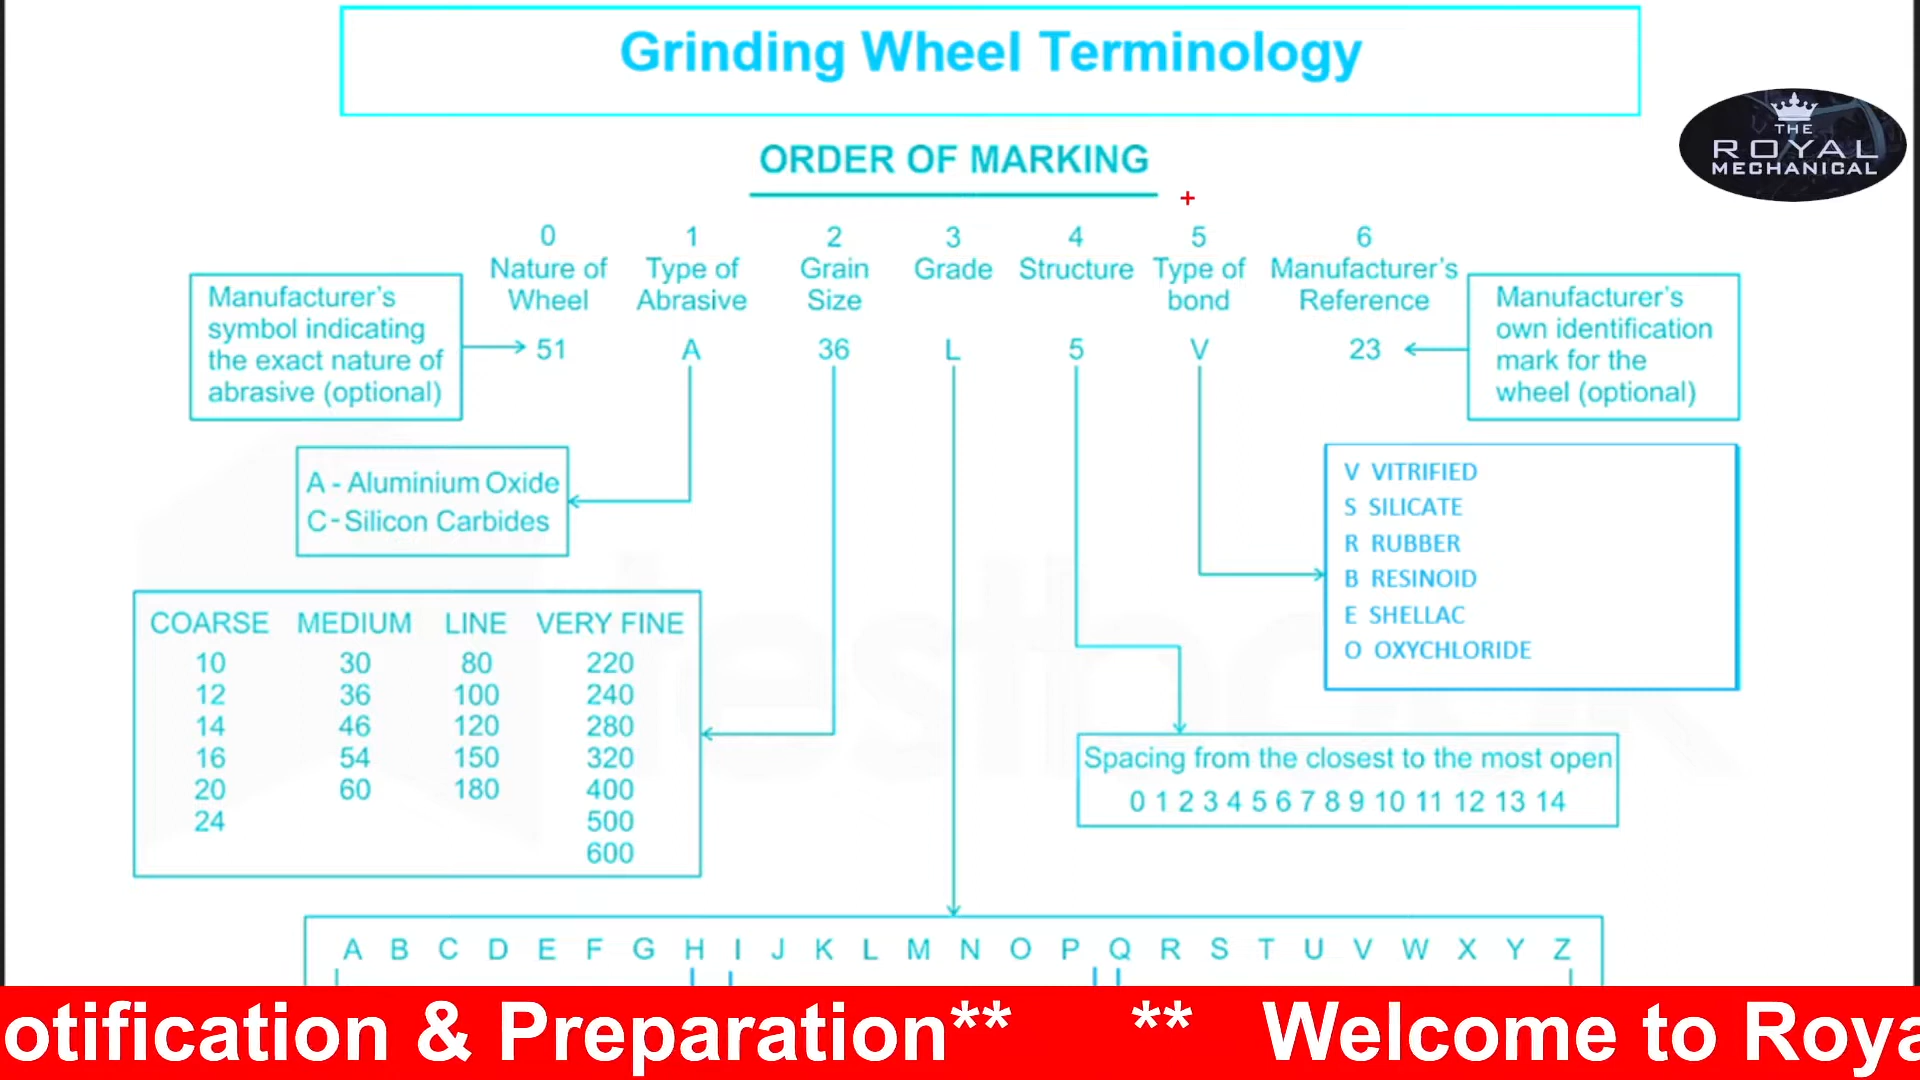 Grinding Wheel Terminology
THE
ROYAL
MECHANICAL
ORDER OF MARKING
0 1 2 3 4 5 6
Nature of Wheel
Type of Abrasive
Grain Size
Grade
Structure
Type of bond
Manufacturer's Reference
51 A 36 L 5 V 23
Manufacturer's
symbol indicating
the exact nature of
abrasive (optional)
Manufacturer's
own identification
mark for the
wheel (optional)
A - Aluminium Oxide
C - Silicon Carbides
V VITRIFIED
S SILICATE
R RUBBER
B RESINOID
E SHELLAC
O OXYCHLORIDE
COARSE MEDIUM LINE VERY FINE
10 30 80 220
12 36 100 240
14 46 120 280
16 54 150 320
20 60 180 400
24 500
600
Spacing from the closest to the most open
0 1 2 3 4 5 6 7 8 9 10 11 12 13 14
A B C D E F G H I J K L M N O P Q R S T U V W X Y Z
otification & Preparation** ** Welcome to Roya